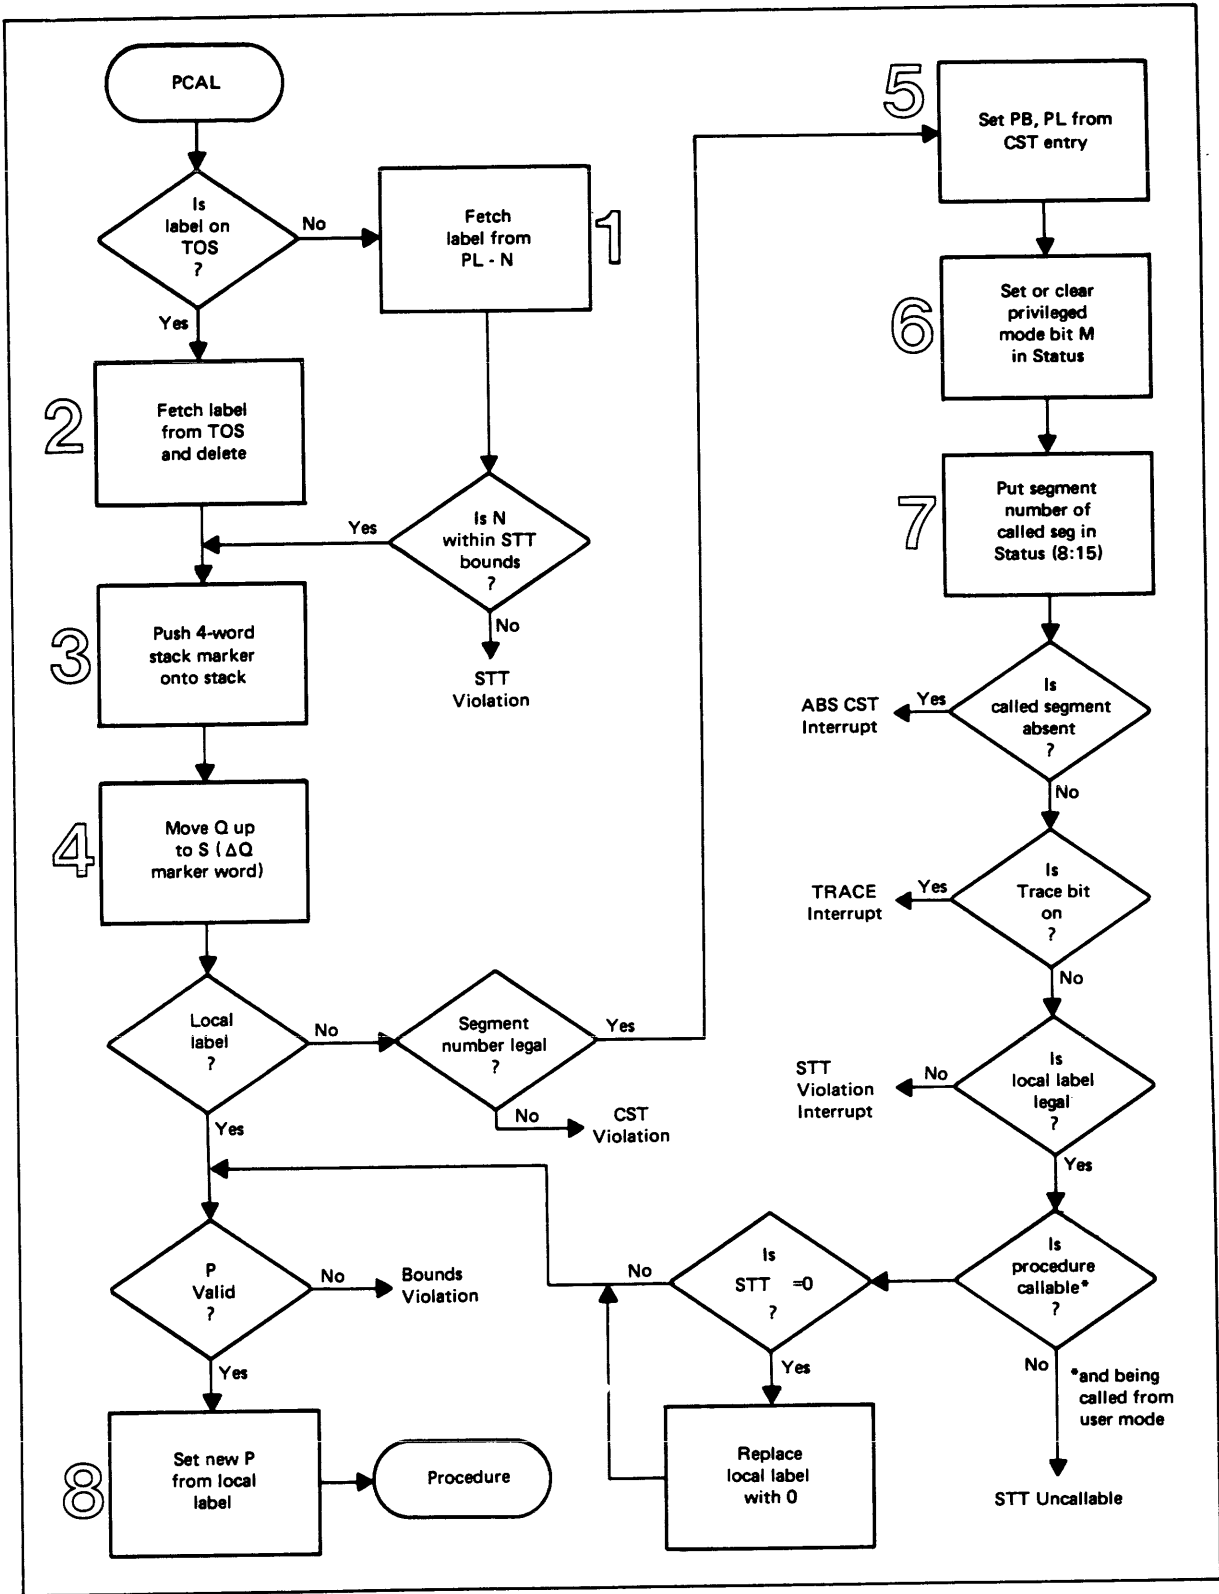 PCAL
Is
label on
TOS
?
No
Yes
Fetch
label from
PL - N
1
2
Fetch label
from TOS
and delete
Is N
within STT
bounds
?
Yes
No
STT
Violation
3
Push 4-word
stack marker
onto stack
4
Move Q up
to S (ΔQ
marker word)
Local
label
?
No
Yes
Segment
number legal
?
Yes
No
CST
Violation
P
Valid
?
No
Bounds
Violation
Yes
8
Set new P
from local
label
Procedure
5
Set PB, PL from
CST entry
6
Set or clear
privileged
mode bit M
in Status
7
Put segment
number of
called seg in
Status (8:15)
Is
called segment
absent
?
Yes
ABS CST
Interrupt
No
Is
Trace bit
on
?
Yes
TRACE
Interrupt
No
Is
local label
legal
?
No
STT
Violation
Interrupt
Yes
Is
procedure
callable*
?
No
*and being
called from
user mode
STT Uncallable
Is
STT =0
?
No
Yes
Replace
local label
with 0